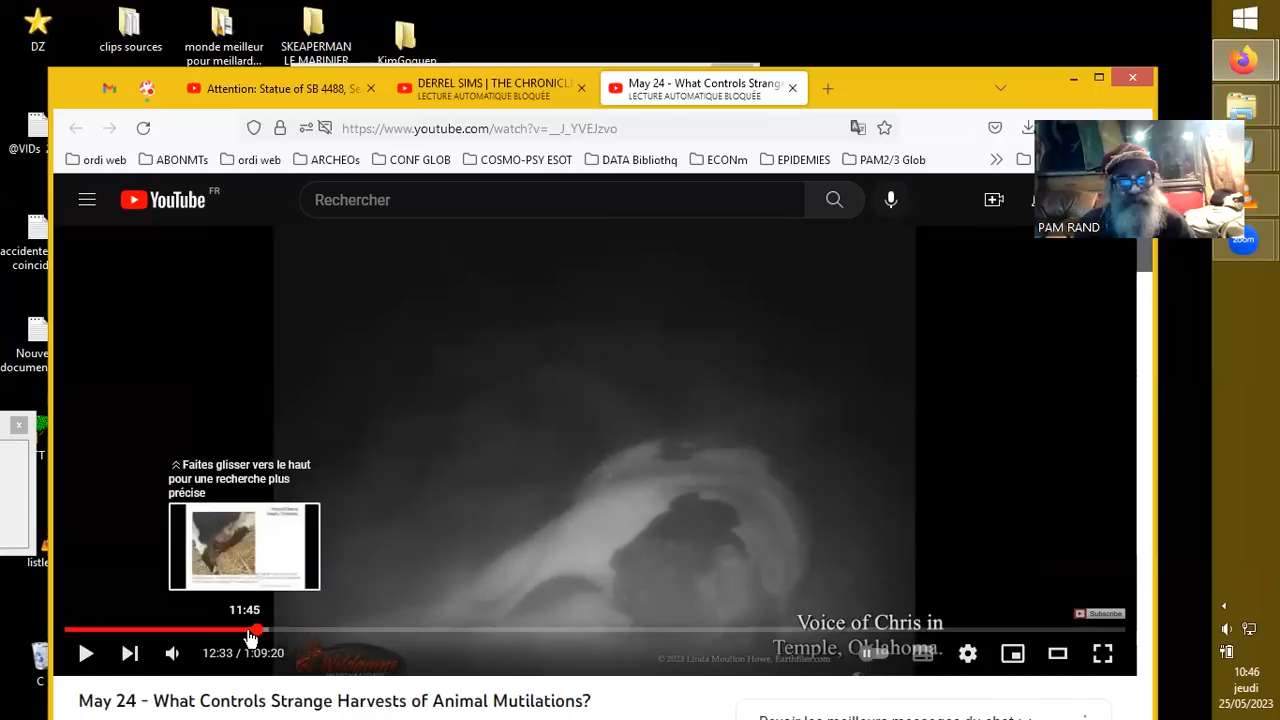 DZ
clips sources
monde meilleur
pour meillard...
SKEAPERMAN
LE MARINIER
KimGoguen
Attention: Statue of SB 4488, Se
DERREL SIMS | THE CHRONICL
LECTURE AUTOMATIQUE BLOQUÉE
May 24 - What Controls Strange
LECTURE AUTOMATIQUE BLOQUÉE
https://www.youtube.com/watch?v=__J_YVEJzvo
@VIDs
ordi web
ABONMTs
ordi web
ARCHEOs
CONF GLOB
COSMO-PSY ESOT
DATA Bibliothq
ECONm
EPIDEMIES
PAM2/3 Glob
YouTube FR
Rechercher
PAM RAND
zoom
accidente
coincid
Nouve
documen
x
TT
listle
C
Faites glisser vers le haut
pour une recherche plus
précise
11:45
Voice of Chris in
Temple, Oklahoma.
Subscribe
© 2023 Linda Moulton Howe, Earthfiles.com
12:33 / 1:09:20
May 24 - What Controls Strange Harvests of Animal Mutilations?
10:46
jeudi
25/05/2023